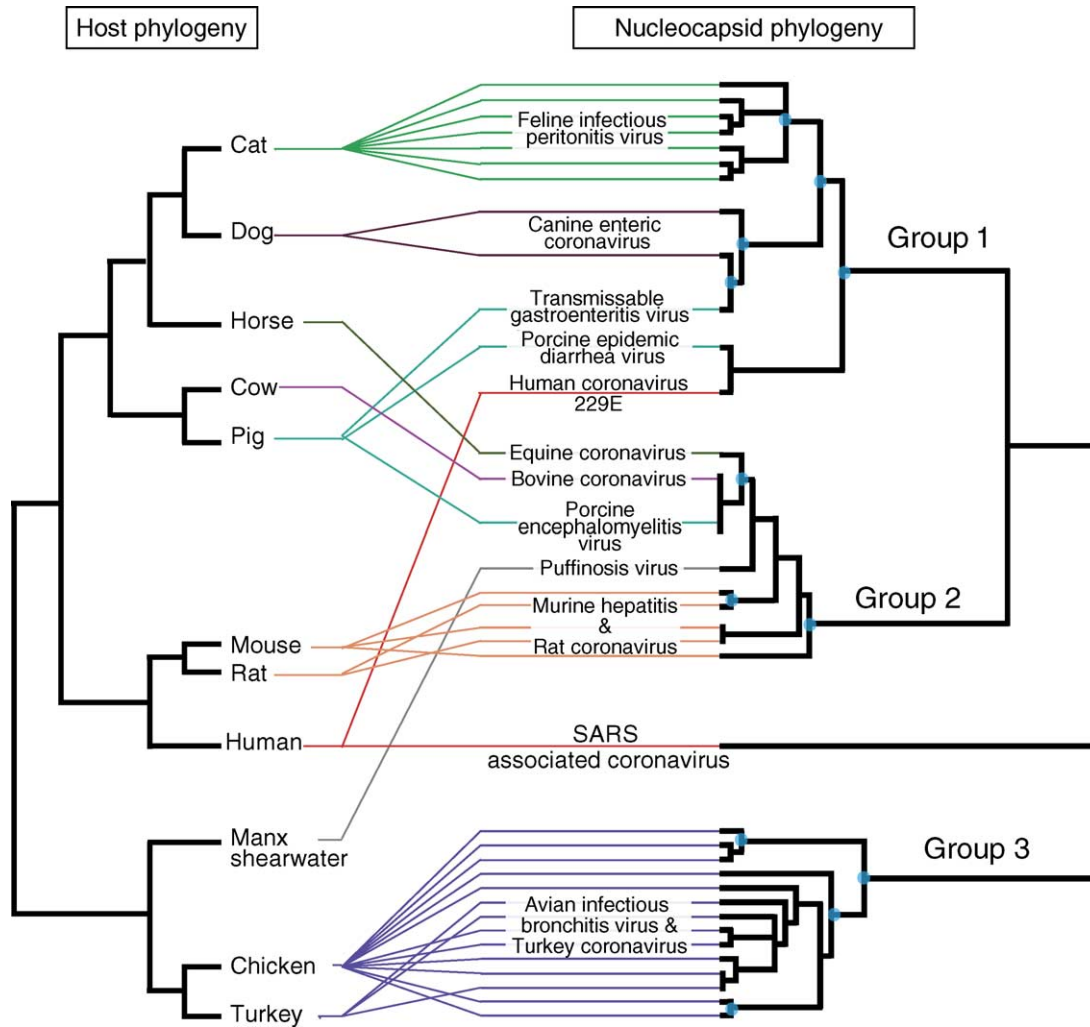 Host phylogeny
Nucleocapsid phylogeny
Cat
Dog
Horse
Cow
Pig
Mouse
Rat
Human
Manx
shearwater
Chicken
Turkey
Feline infectious
peritonitis virus
Canine enteric
coronavirus
Transmissable
gastroenteritis virus
Porcine epidemic
diarrhea virus
Human coronavirus
229E
Equine coronavirus
Bovine coronavirus
Porcine
encephalomyelitis
virus
Puffinosis virus
Murine hepatitis
&
Rat coronavirus
SARS
associated coronavirus
Avian infectious
bronchitis virus &
Turkey coronavirus
Group 1
Group 2
Group 3